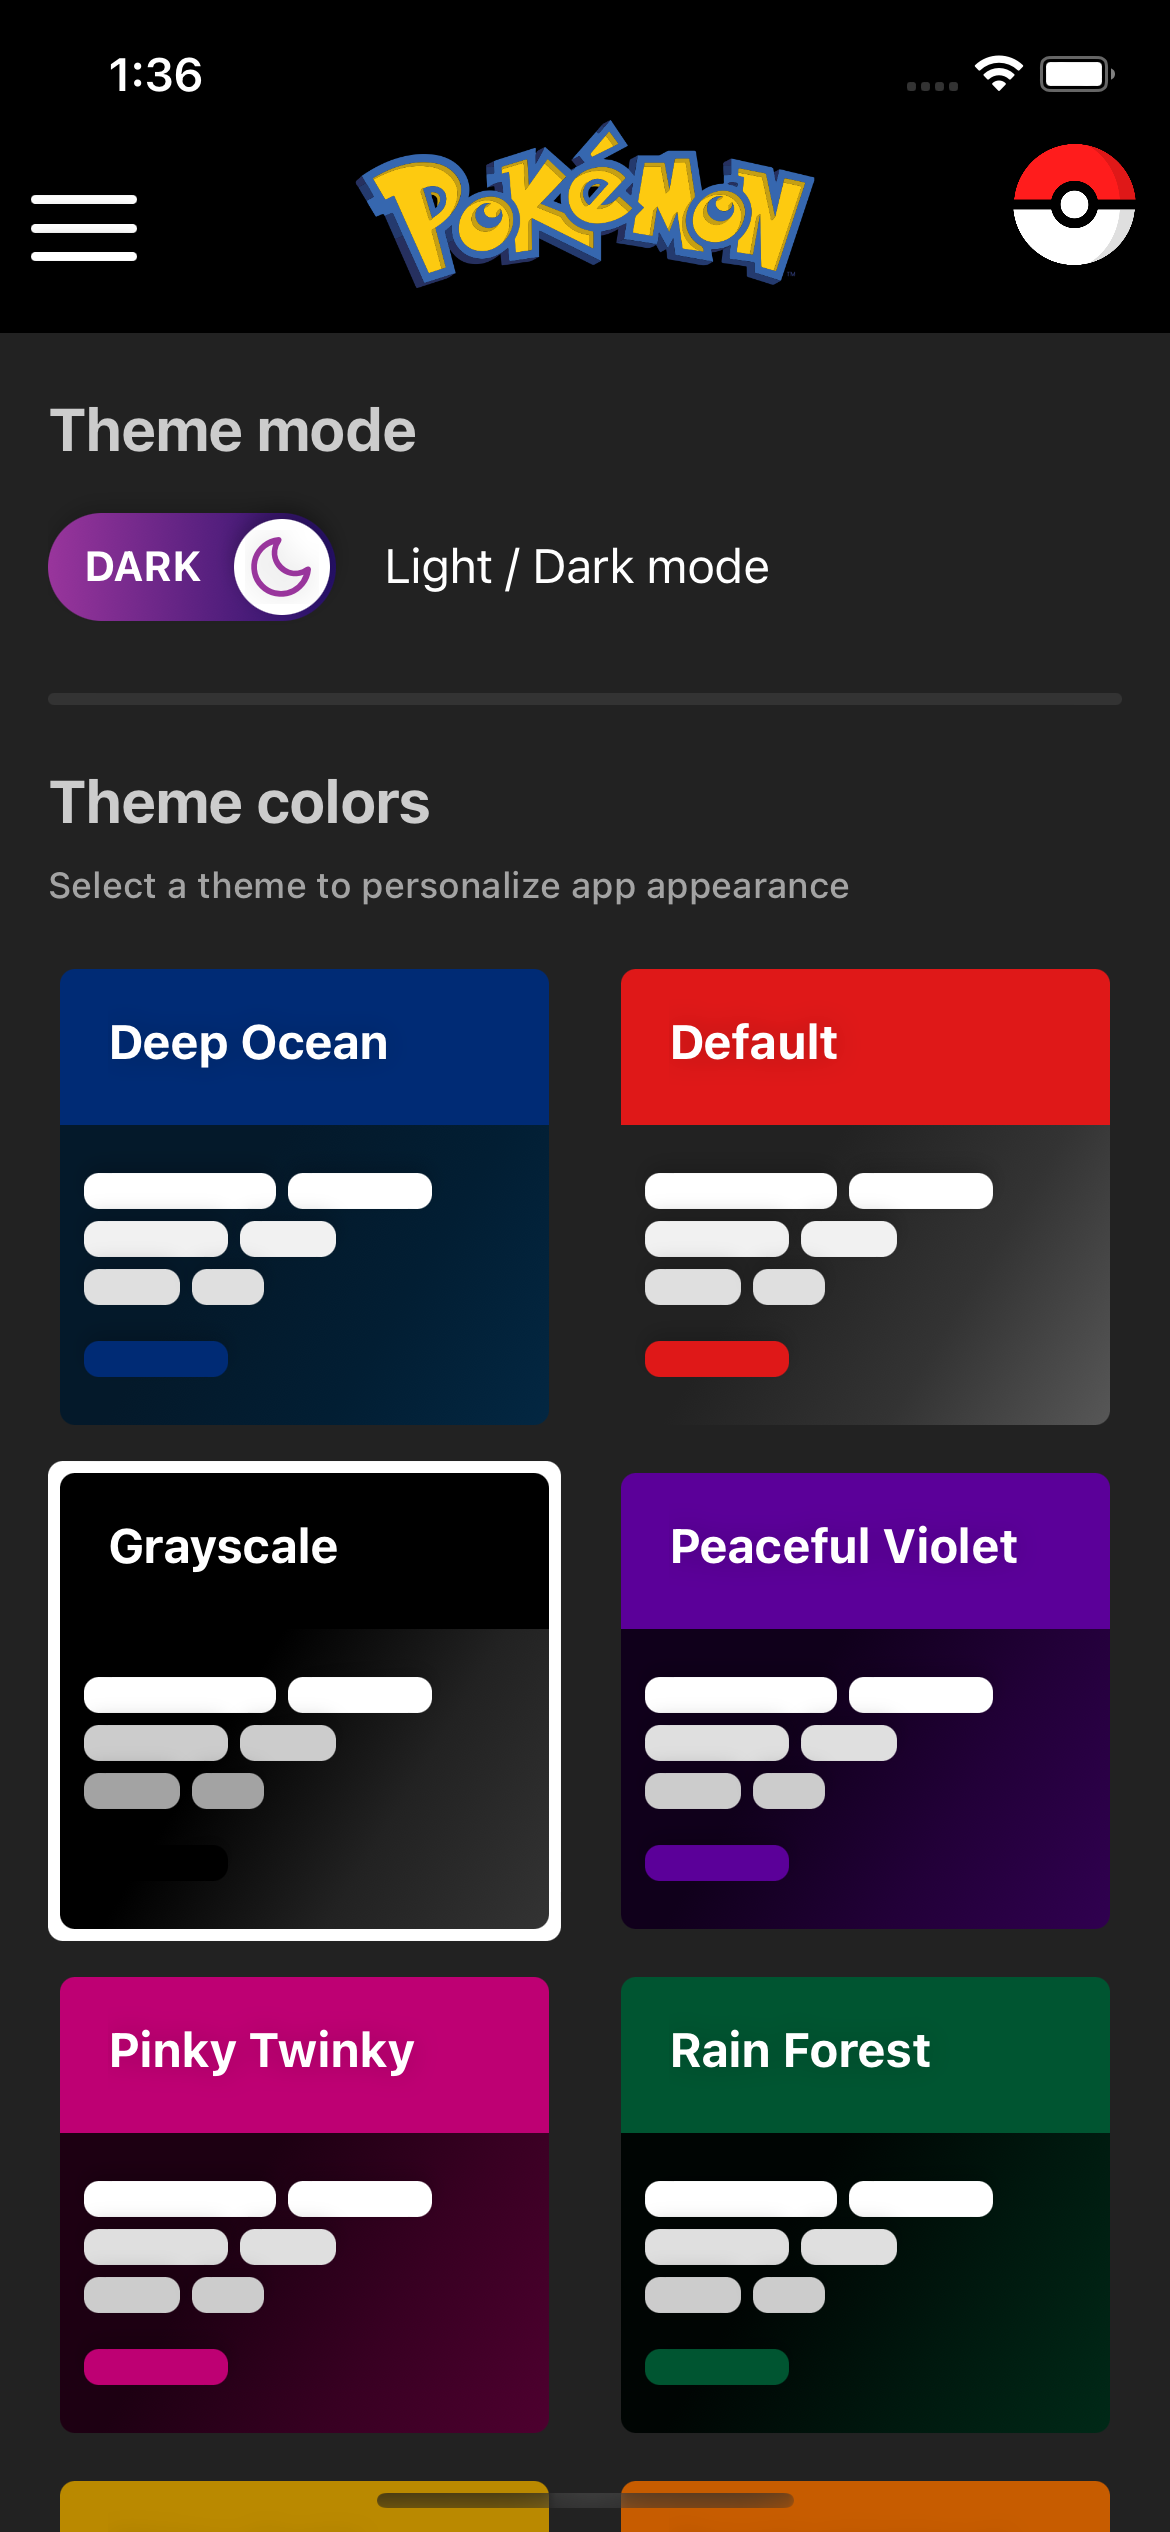 1:36
Pokémon
TM
Theme mode
DARK
Light / Dark mode
Theme colors
Select a theme to personalize app appearance
Deep Ocean
Default
Grayscale
Peaceful Violet
Pinky Twinky
Rain Forest